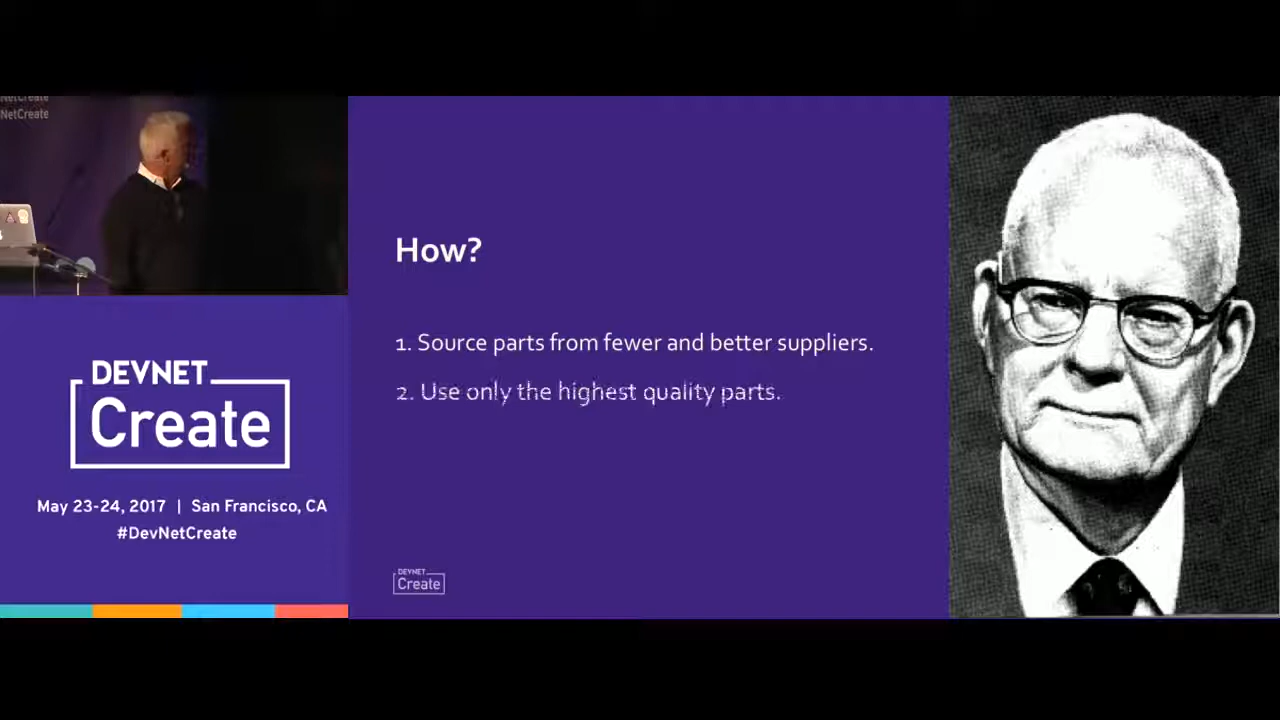 NetCreate
NetCreate
DEVNET
Create
May 23-24, 2017 | San Francisco, CA
#DevNetCreate
How?
1. Source parts from fewer and better suppliers.
2. Use only the highest quality parts.
DEVNET
Create